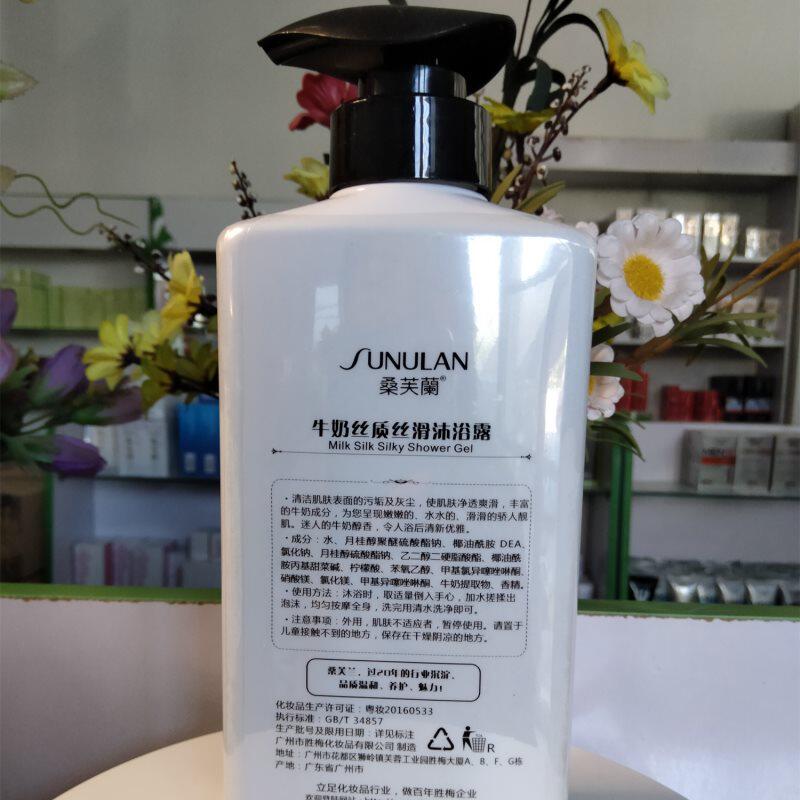 SUNULAN
桑芙蘭®
牛奶丝质丝滑沐浴露
Milk Silk Silky Shower Gel
·清洁肌肤表面的污垢及灰尘，使肌肤净透爽滑，丰富
的牛奶成分，为您呈现嫩嫩的、水水的、滑滑的骄人靓
肌。迷人的牛奶醇香，令人浴后清新优雅。
·成分：水、月桂醇聚醚硫酸酯钠、椰油酰胺 DEA、
氯化钠、月桂醇硫酸酯钠、乙二醇二硬脂酸酯、椰油酰
胺丙基甜菜碱、柠檬酸、苯氧乙醇、甲基氯异噻唑啉酮、
硝酸镁、氯化镁、甲基异噻唑啉酮、牛奶提取物、香精。
·使用方法：沐浴时，取适量倒入手心，加水搓揉出
泡沫，均匀按摩全身，洗完用清水洗净即可。
·注意事项：外用，肌肤不适应者，暂停使用。请置于
儿童接触不到的地方，保存在干燥阴凉的地方。
桑芙兰，过20年的行业沉淀，
品质温和、养护、魅力！
化妆品生产许可证：粤妆20160533
执行标准：GB/T 34857
生产批号及限用日期：详见标注
广州市胜梅化妆品有限公司 制造
R
地址：广州市花都区狮岭镇芙蓉工业园胜梅大厦A、B、F、G栋
产地：广东省广州市
立足化妆品行业，做百年胜梅企业
MEN